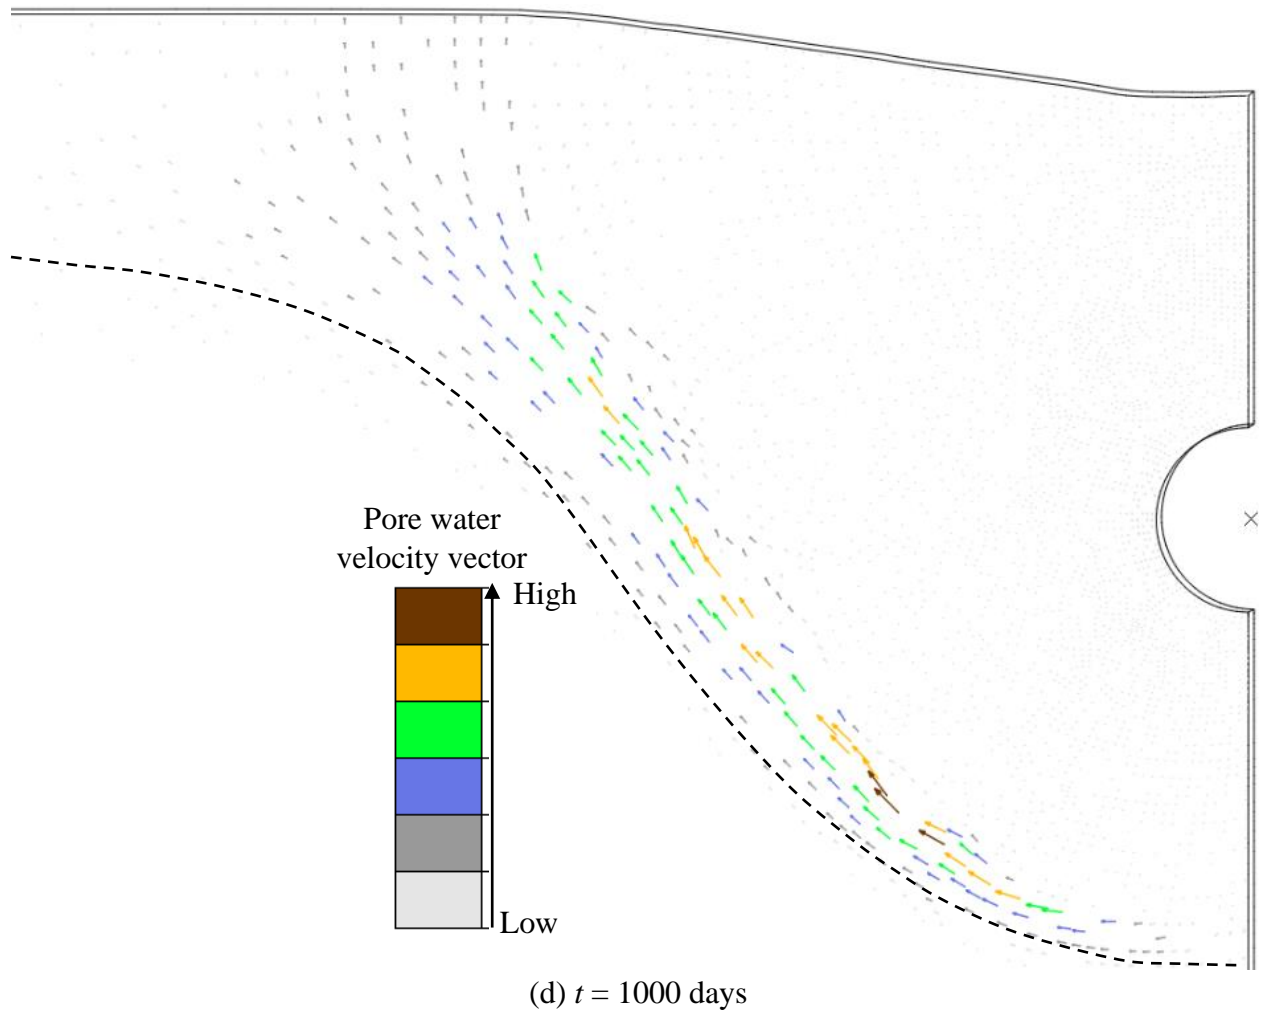 Pore water
velocity vector
High
Low
(d) t = 1000 days